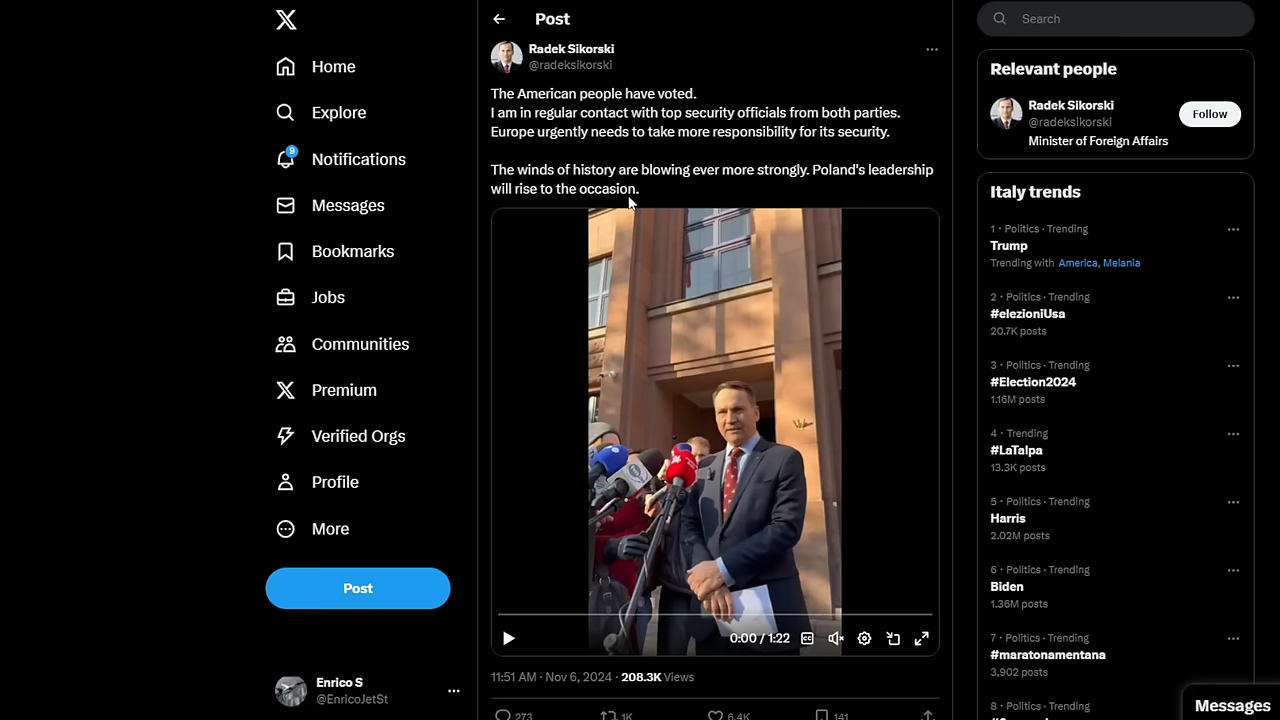 Home
Explore
9
Notifications
Messages
Bookmarks
Jobs
Communities
Premium
Verified Orgs
Profile
More
Post
Enrico S
@EnricoJetSt
Post
Radek Sikorski
@radeksikorski
The American people have voted.
I am in regular contact with top security officials from both parties.
Europe urgently needs to take more responsibility for its security.
The winds of history are blowing ever more strongly. Poland's leadership
will rise to the occasion.
0:00 / 1:22
11:51 AM · Nov 6, 2024 · 208.3K Views
273
1K
6.4K
141
Search
Relevant people
Radek Sikorski
@radeksikorski
Follow
Minister of Foreign Affairs
Italy trends
1 · Politics · Trending
Trump
Trending with America, Melania
2 · Politics · Trending
#elezioniUsa
20.7K posts
3 · Politics · Trending
#Election2024
1.16M posts
4 · Trending
#LaTalpa
13.3K posts
5 · Politics · Trending
Harris
2.02M posts
6 · Politics · Trending
Biden
1.36M posts
7 · Politics · Trending
#maratonamentana
3,902 posts
8 · Politics · Trending
Messages